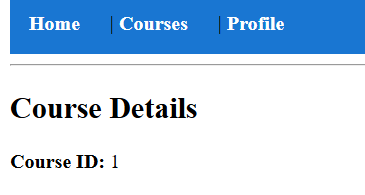 Home | Courses | Profile
Course Details
Course ID: 1